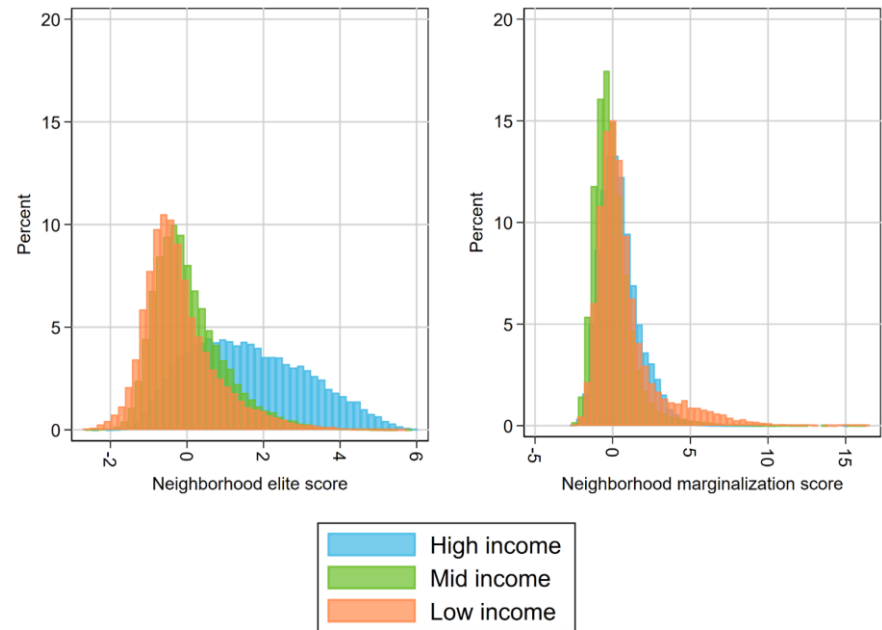 20
15
10
5
0
Percent
-2
0
2
4
6
Neighborhood elite score
20
15
10
5
0
Percent
-5
0
5
10
15
Neighborhood marginalization score
High income
Mid income
Low income